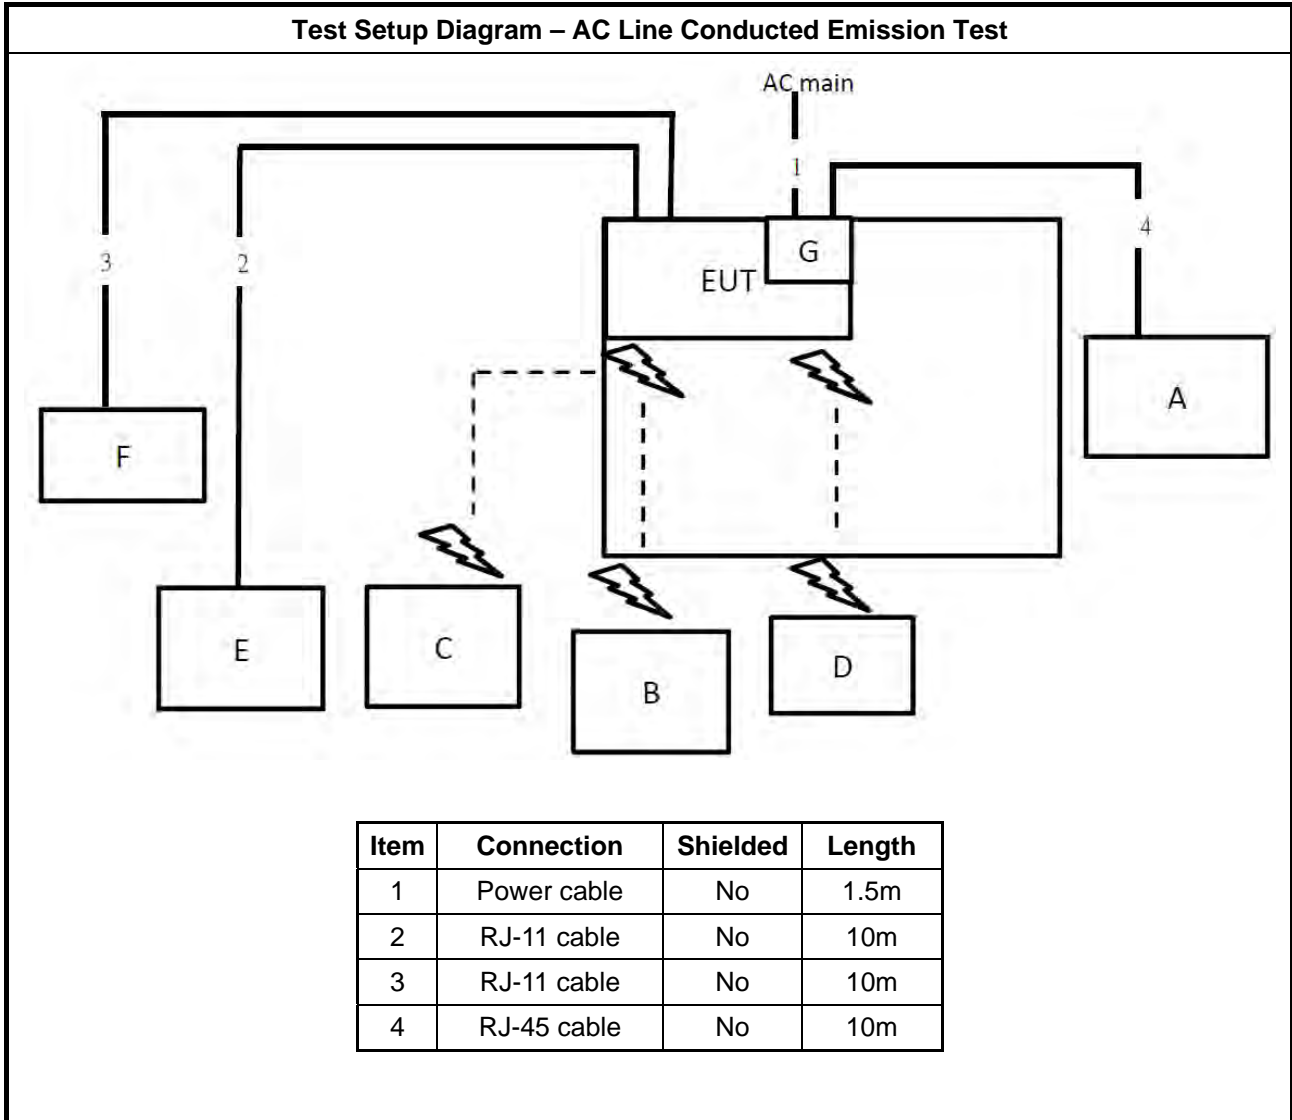 Test Setup Diagram – AC Line Conducted Emission Test
AC main
1
4
G
EUT
3
2
A
F
E
C
B
D
Item Connection Shielded Length
1 Power cable No 1.5m
2 RJ-11 cable No 10m
3 RJ-11 cable No 10m
4 RJ-45 cable No 10m